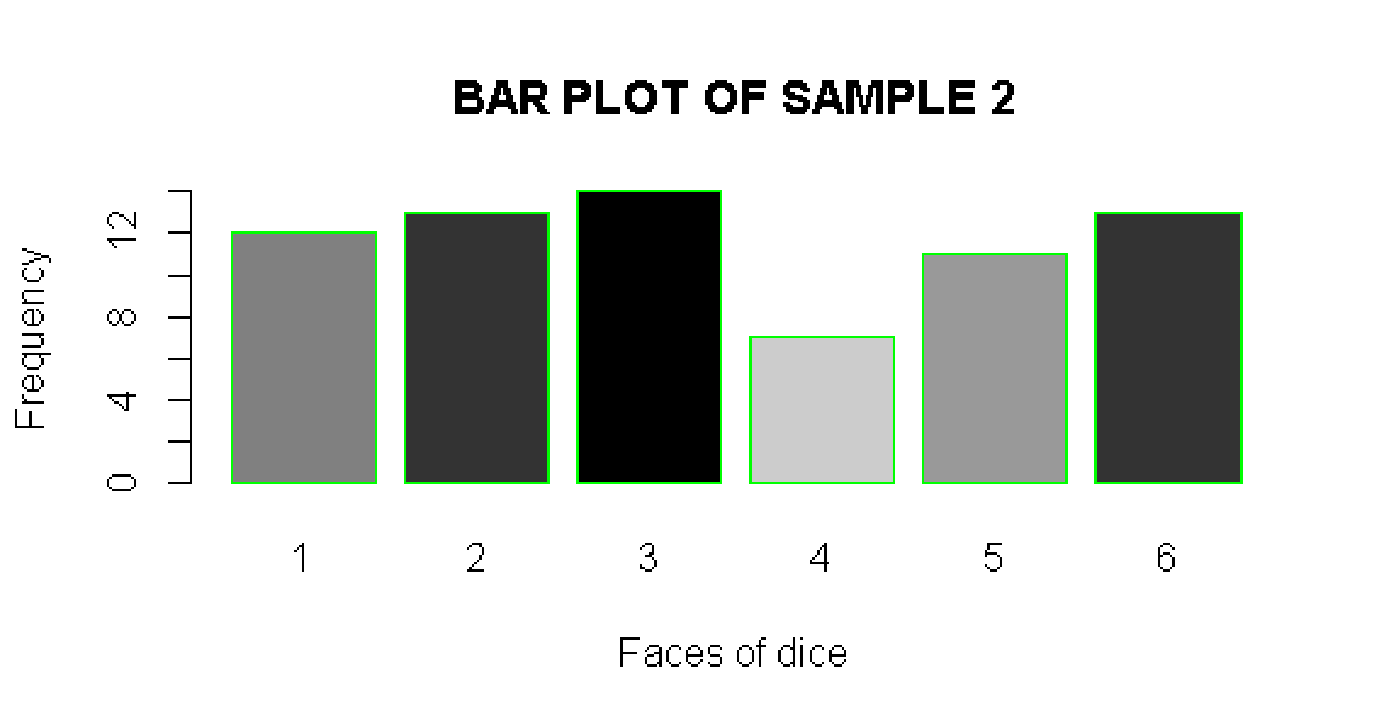 BAR PLOT OF SAMPLE 2
Frequency
12
8
4
0
1 2 3 4 5 6
Faces of dice